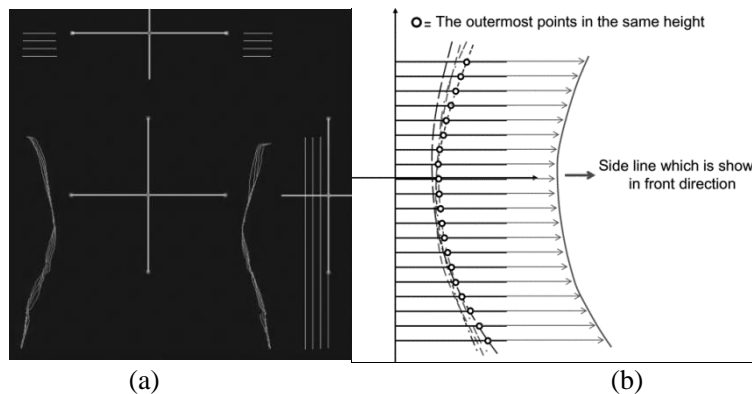 O= The outermost points in the same height
Side line which is show
in front direction
(a)
(b)